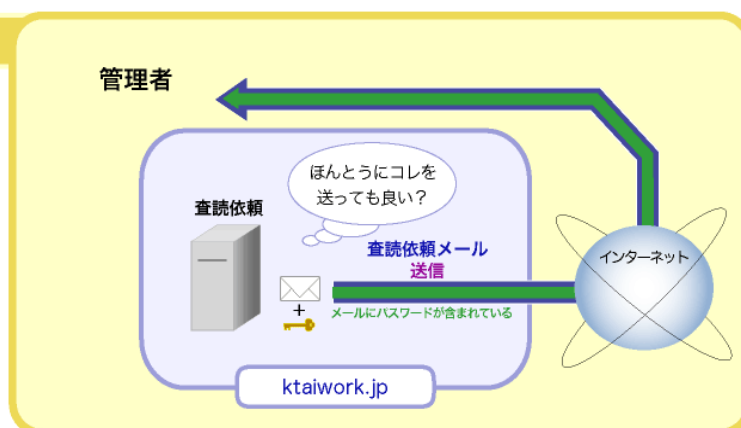 管理者
ほんとうにコレを
送っても良い？
査読依頼
査読依頼メール
送信
インターネット
+
メールにパスワードが含まれている
ktaiwork.jp